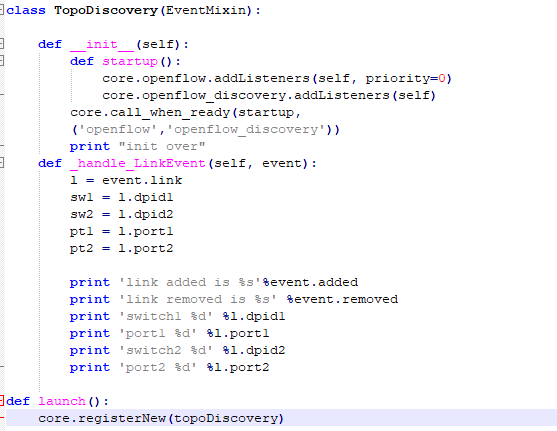 class TopoDiscovery(EventMixin):
    def __init__(self):
        def startup():
            core.openflow.addListeners(self, priority=0)
            core.openflow_discovery.addListeners(self)
        core.call_when_ready(startup,
        ('openflow','openflow_discovery'))
        print "init over"
    def _handle_LinkEvent(self, event):
        l = event.link
        sw1 = l.dpid1
        sw2 = l.dpid2
        pt1 = l.port1
        pt2 = l.port2
        print 'link added is %s'%event.added
        print 'link removed is %s' %event.removed
        print 'switch1 %d' %l.dpid1
        print 'port1 %d' %l.port1
        print 'switch2 %d' %l.dpid2
        print 'port2 %d' %l.port2
def launch():
    core.registerNew(topoDiscovery)